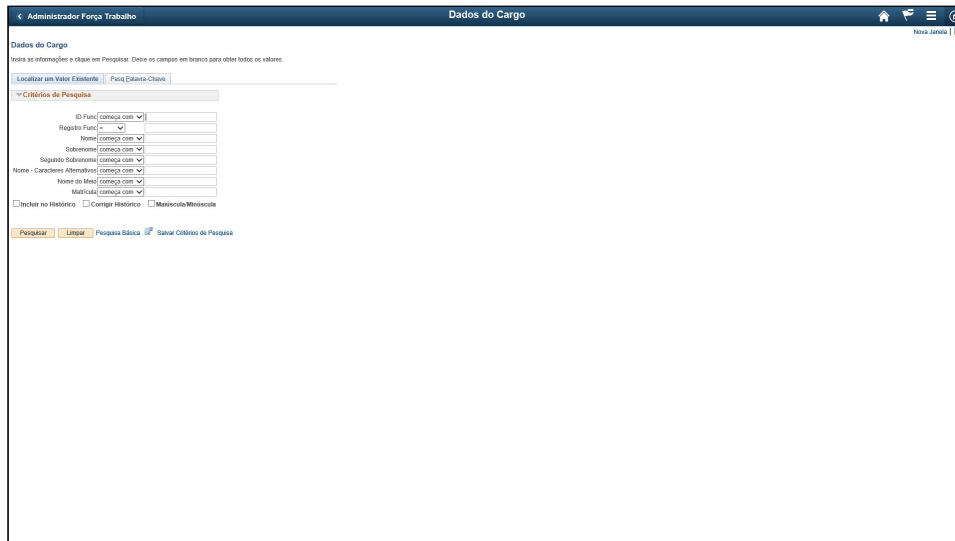 Administrador Força Trabalho
Dados do Cargo
Nova Janela |
Dados do Cargo
Insira as informações e clique em Pesquisar. Deixe os campos em branco para obter todos os valores.
Localizar um Valor Existente
Pesq Palavra-Chave
Critérios de Pesquisa
ID Func começa com
Registro Func =
Nome começa com
Sobrenome começa com
Segundo Sobrenome começa com
Nome - Caracteres Alternativos começa com
Nome do Meio começa com
Matrícula começa com
Incluir no Histórico Corrigir Histórico Maiúscula/Minúscula
Pesquisar Limpar Pesquisa Básica Salvar Critérios de Pesquisa